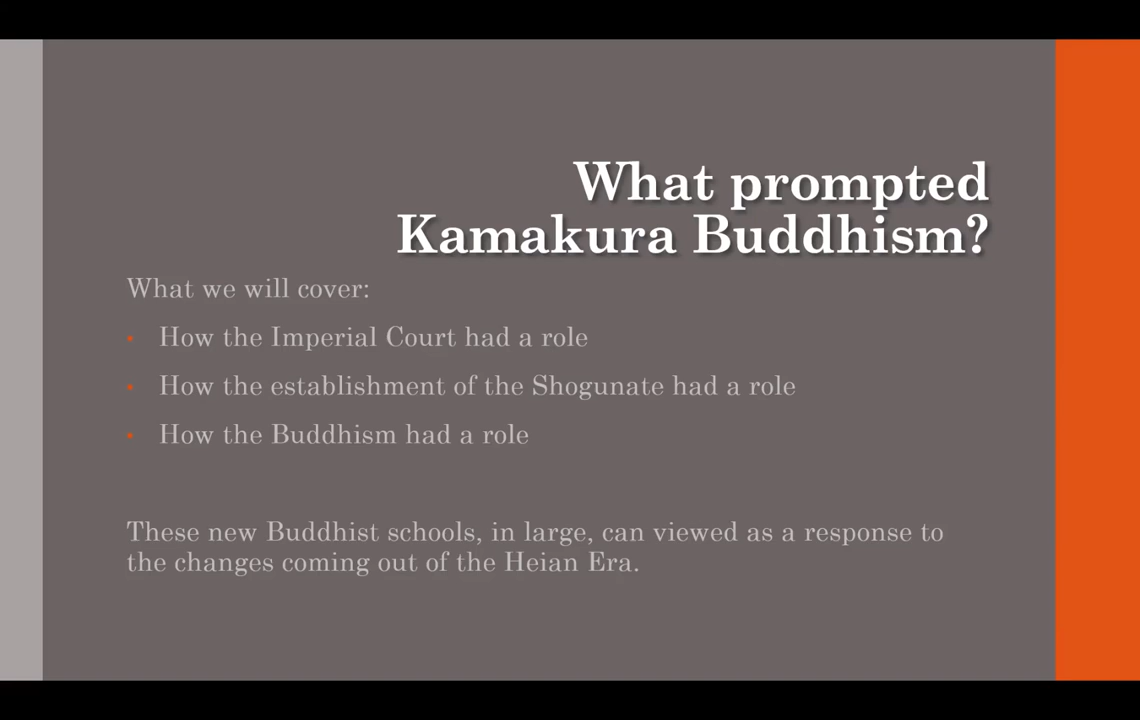 What prompted
Kamakura Buddhism?
What we will cover:
• How the Imperial Court had a role
• How the establishment of the Shogunate had a role
• How the Buddhism had a role
These new Buddhist schools, in large, can viewed as a response to
the changes coming out of the Heian Era.